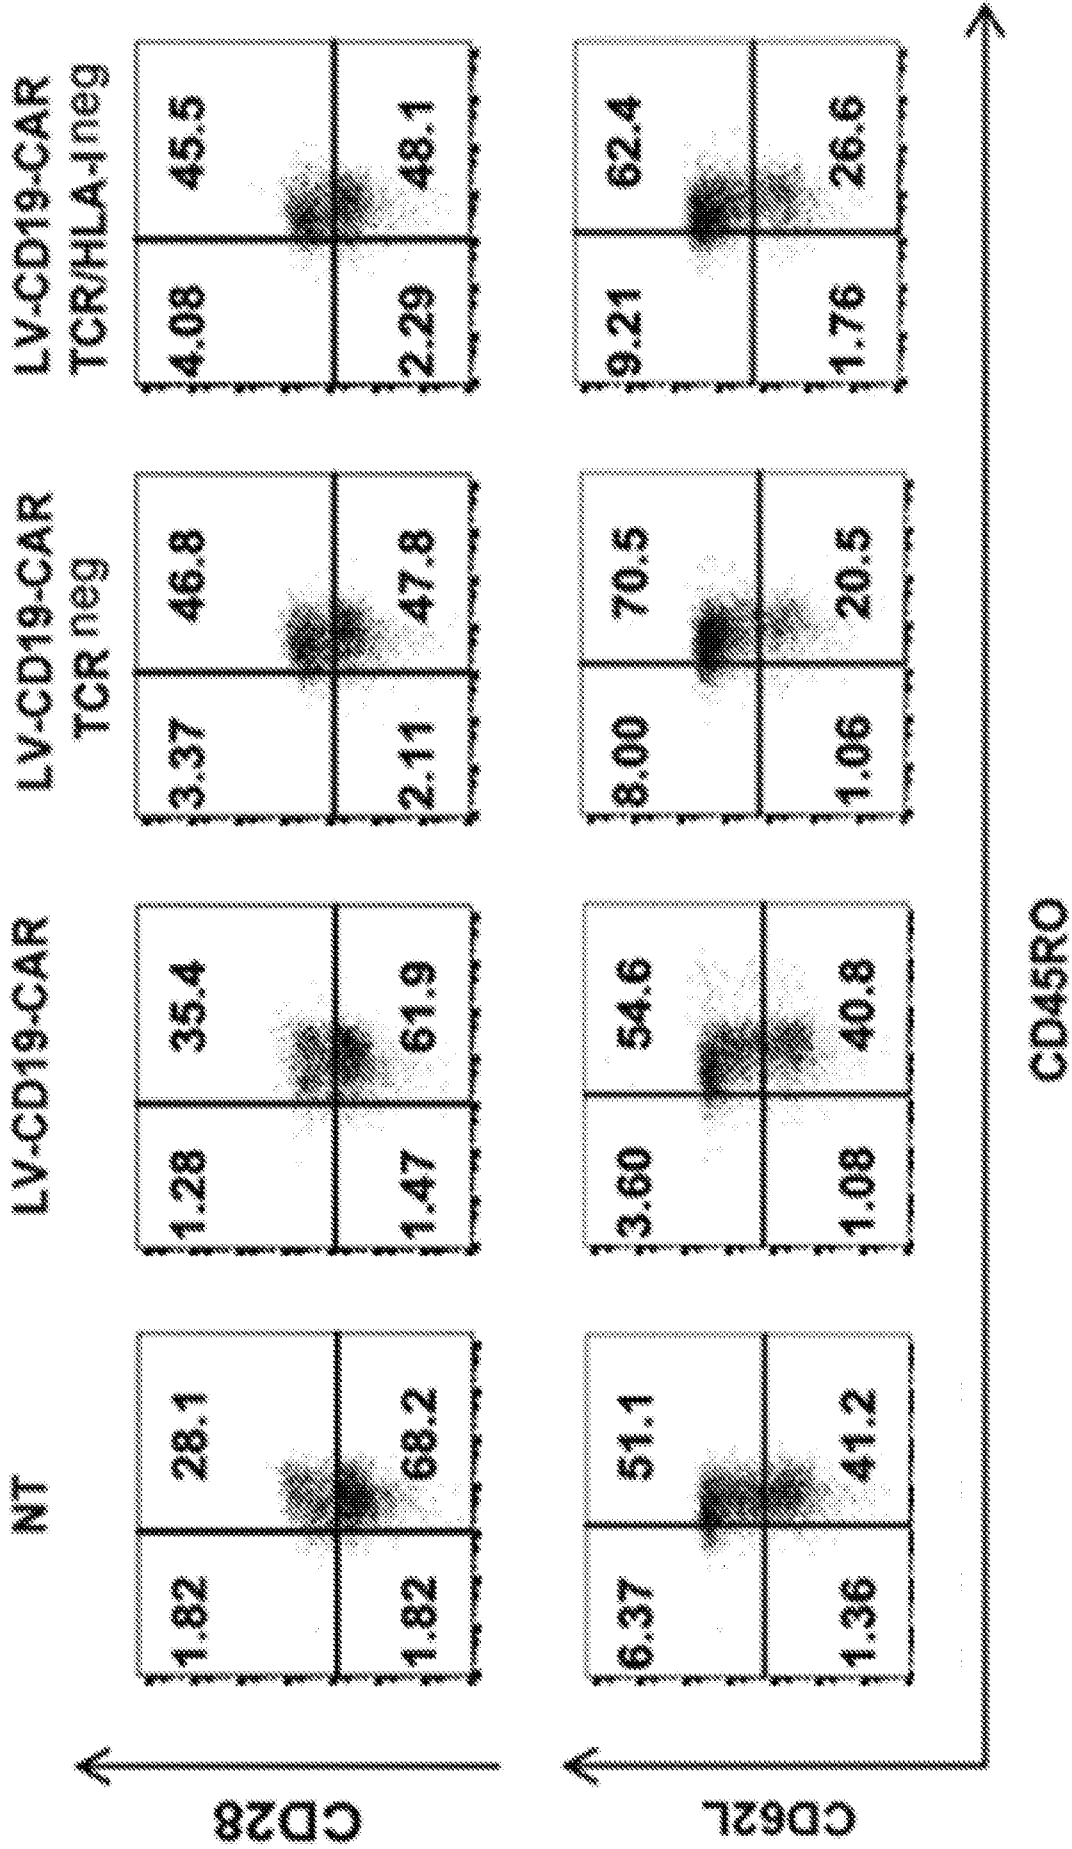 NT
LV-CD19-CAR
LV-CD19-CAR
TCR neg
LV-CD19-CAR
TCR/HLA-I neg
CD28
1.82 28.1
1.82 68.2
1.28 35.4
1.47 61.9
3.37 46.8
2.11 47.8
4.08 45.5
2.29 48.1
CD62L
6.37 51.1
1.36 41.2
3.60 54.6
1.08 40.8
8.00 70.5
1.06 20.5
9.21 62.4
1.76 26.6
CD45RO